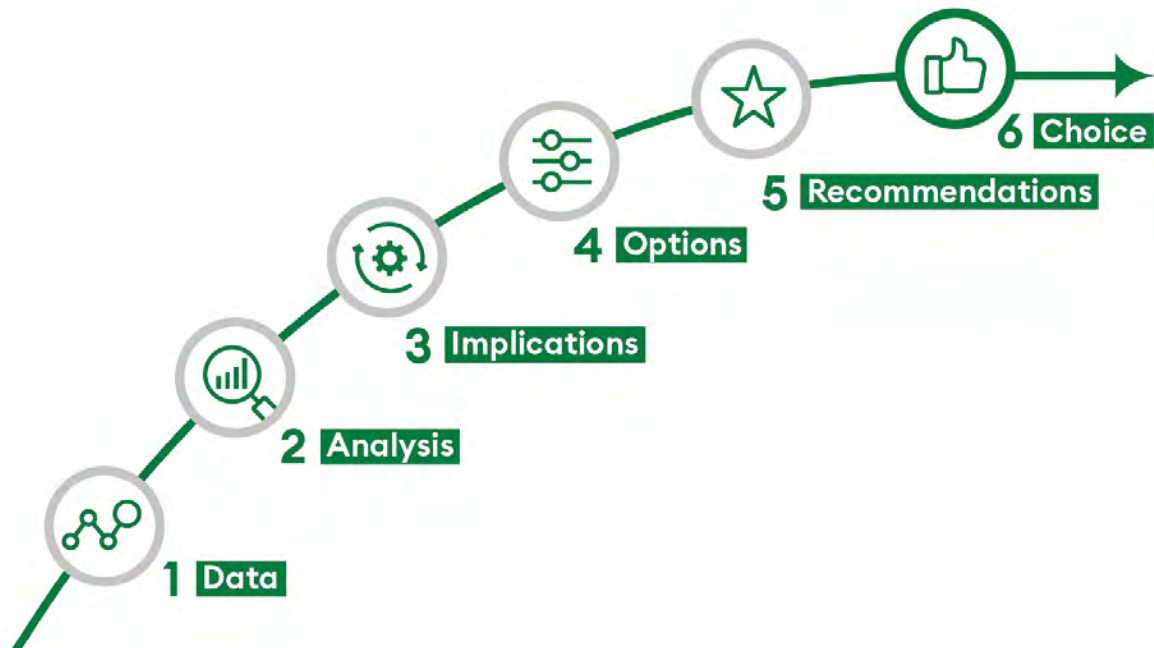 1 Data
2 Analysis
3 Implications
4 Options
5 Recommendations
6 Choice